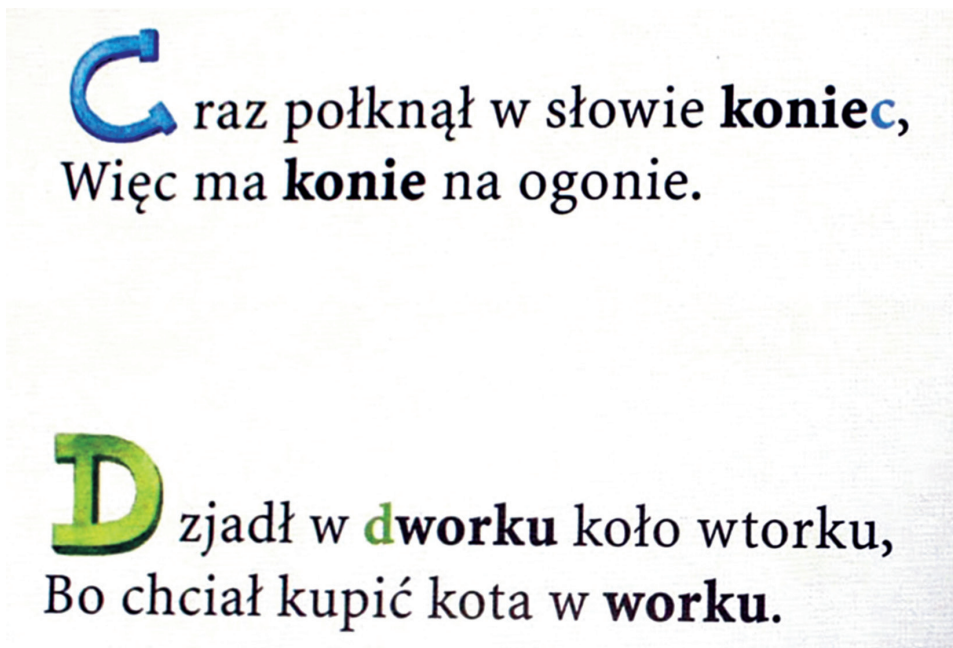 C raz połknął w słowie koniec,
Więc ma konie na ogonie.
D zjadł w dworku koło wtorku,
Bo chciał kupić kota w worku.